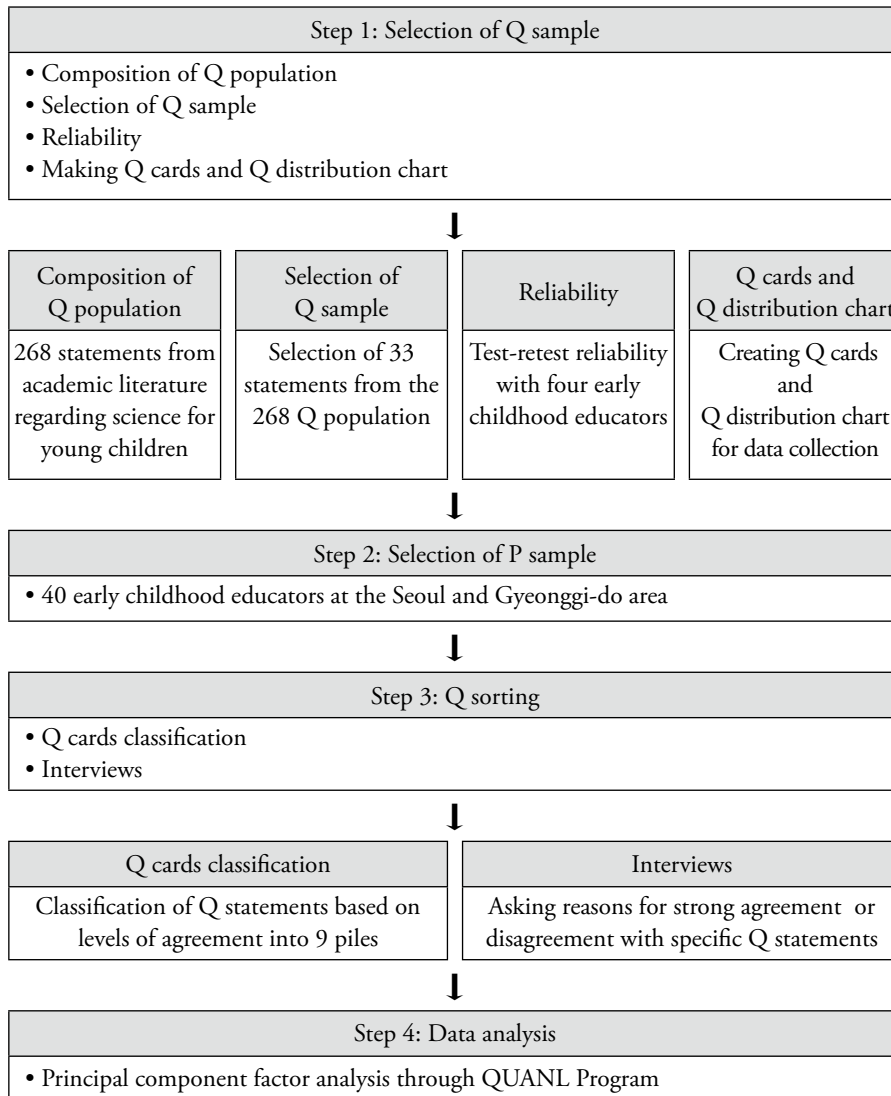 Step 1: Selection of Q sample
• Composition of Q population
• Selection of Q sample
• Reliability
• Making Q cards and Q distribution chart
Composition of
Q population
268 statements from
academic literature
regarding science for
young children
Selection of
Q sample
Selection of 33
statements from the
268 Q population
Reliability
Test-retest reliability
with four early
childhood educators
Q cards and
Q distribution chart
Creating Q cards
and
Q distribution chart
for data collection
Step 2: Selection of P sample
• 40 early childhood educators at the Seoul and Gyeonggi-do area
Step 3: Q sorting
• Q cards classification
• Interviews
Q cards classification
Classification of Q statements based on
levels of agreement into 9 piles
Interviews
Asking reasons for strong agreement or
disagreement with specific Q statements
Step 4: Data analysis
• Principal component factor analysis through QUANL Program